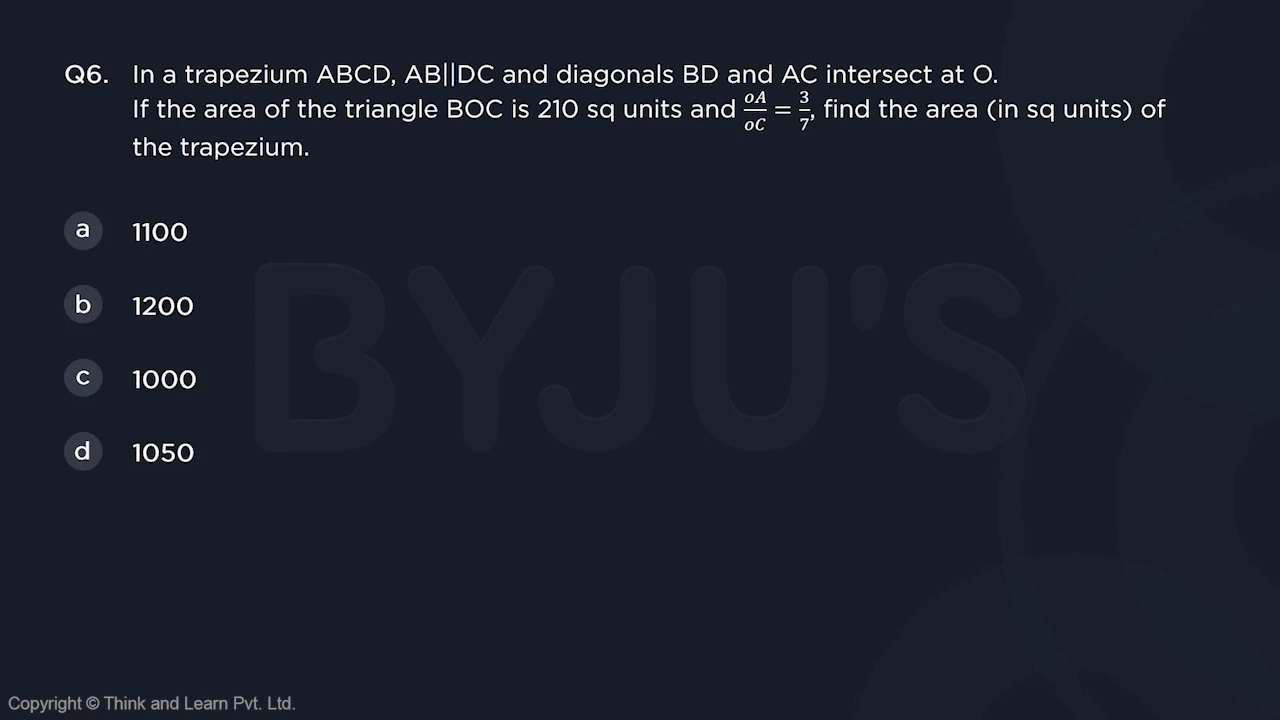 Q6. In a trapezium ABCD, AB||DC and diagonals BD and AC intersect at O.
If the area of the triangle BOC is 210 sq units and oA/oC = 3/7, find the area (in sq units) of
the trapezium.
a 1100
b 1200
c 1000
d 1050
BYJU'S
Copyright © Think and Learn Pvt. Ltd.